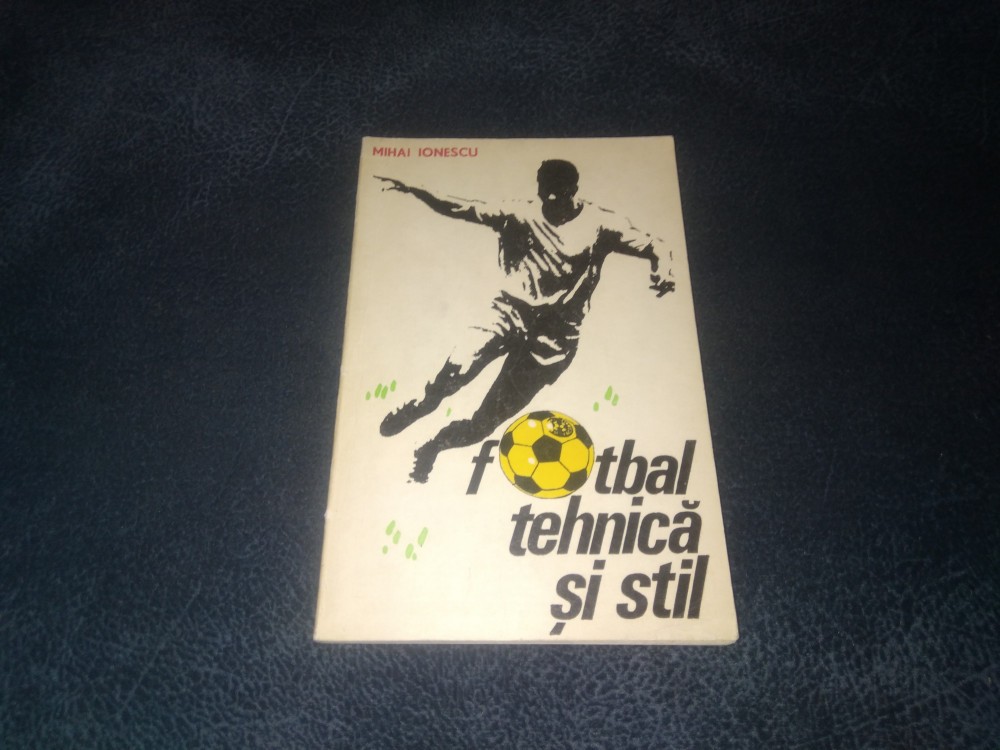 MIHAI IONESCU
fotbal
tehnică
și stil